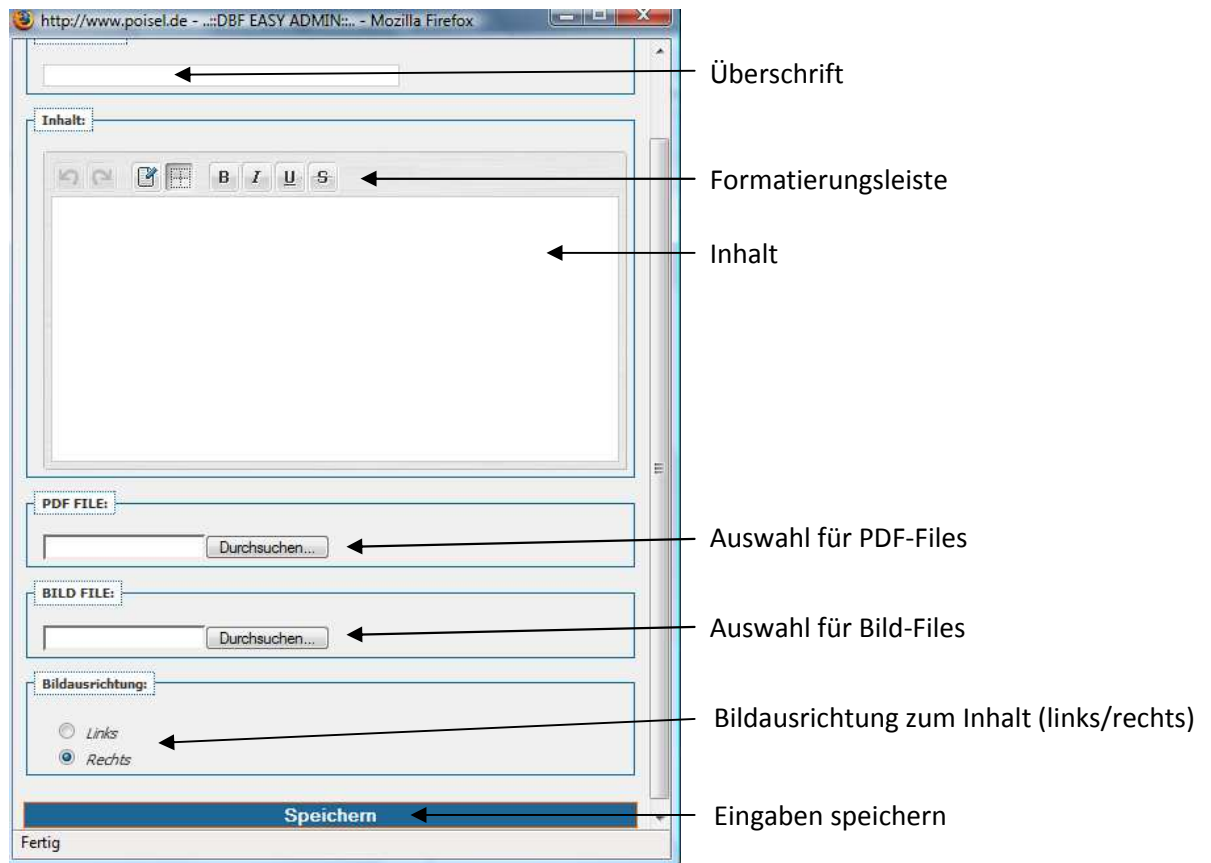 http://www.poisel.de - ..::DBF EASY ADMIN::.. - Mozilla Firefox
Überschrift
Inhalt:
B I U S
Formatierungsleiste
Inhalt
PDF FILE:
Durchsuchen...
Auswahl für PDF-Files
BILD FILE:
Durchsuchen...
Auswahl für Bild-Files
Bildausrichtung:
Links
Rechts
Bildausrichtung zum Inhalt (links/rechts)
Speichern
Eingaben speichern
Fertig